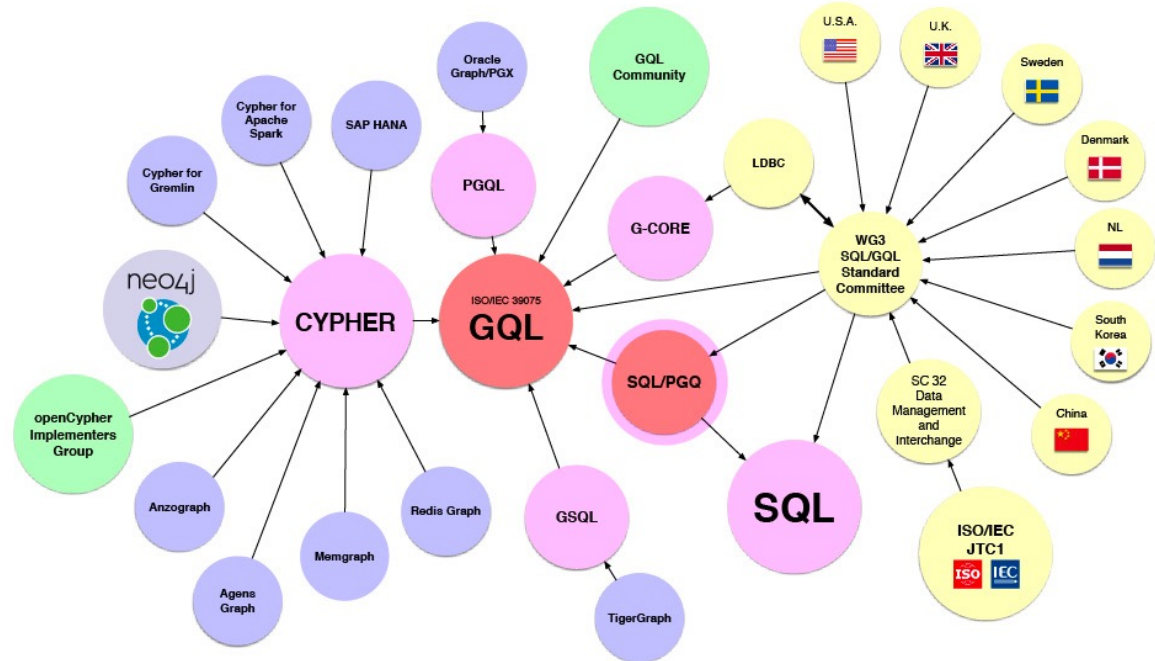 U.S.A.
U.K.
Sweden
Denmark
NL
South
Korea
China
Oracle
Graph/PGX
GQL
Community
Cypher for
Apache
Spark
SAP HANA
Cypher for
Gremlin
PGQL
LDBC
G-CORE
WG3
SQL/GQL
Standard
Committee
neo4j
CYPHER
ISO/IEC 39075
GQL
SQL/PGQ
SC 32
Data
Management
and
Interchange
openCypher
Implementers
Group
Anzograph
Agens
Graph
Memgraph
Redis Graph
GSQL
TigerGraph
SQL
ISO/IEC
JTC1
ISO
IEC